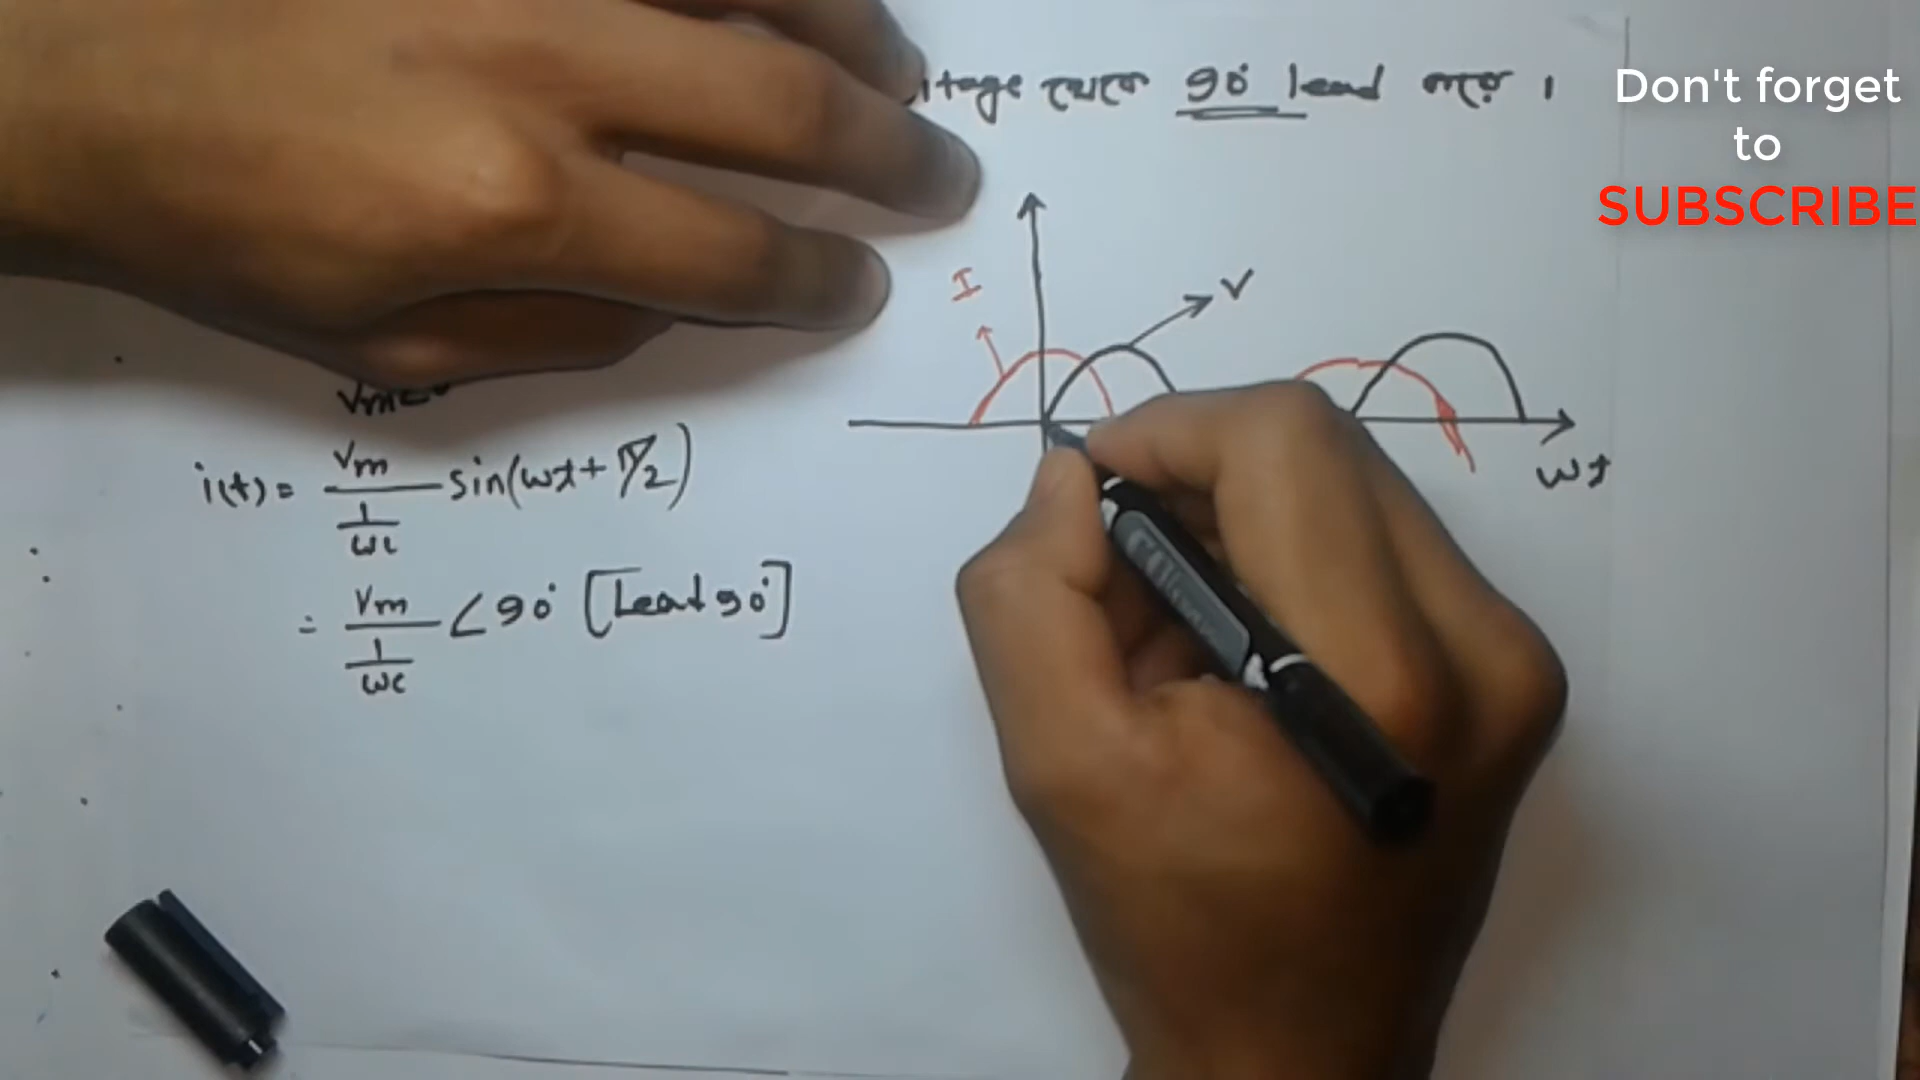 থেকে 90° lead করে ।
Don't forget
to
SUBSCRIBE
I
V
i(t) = Vm / (1/ωc) sin(ωt + π/2)
ωt
= Vm / (1/ωc) ∠90° [Lead 90°]